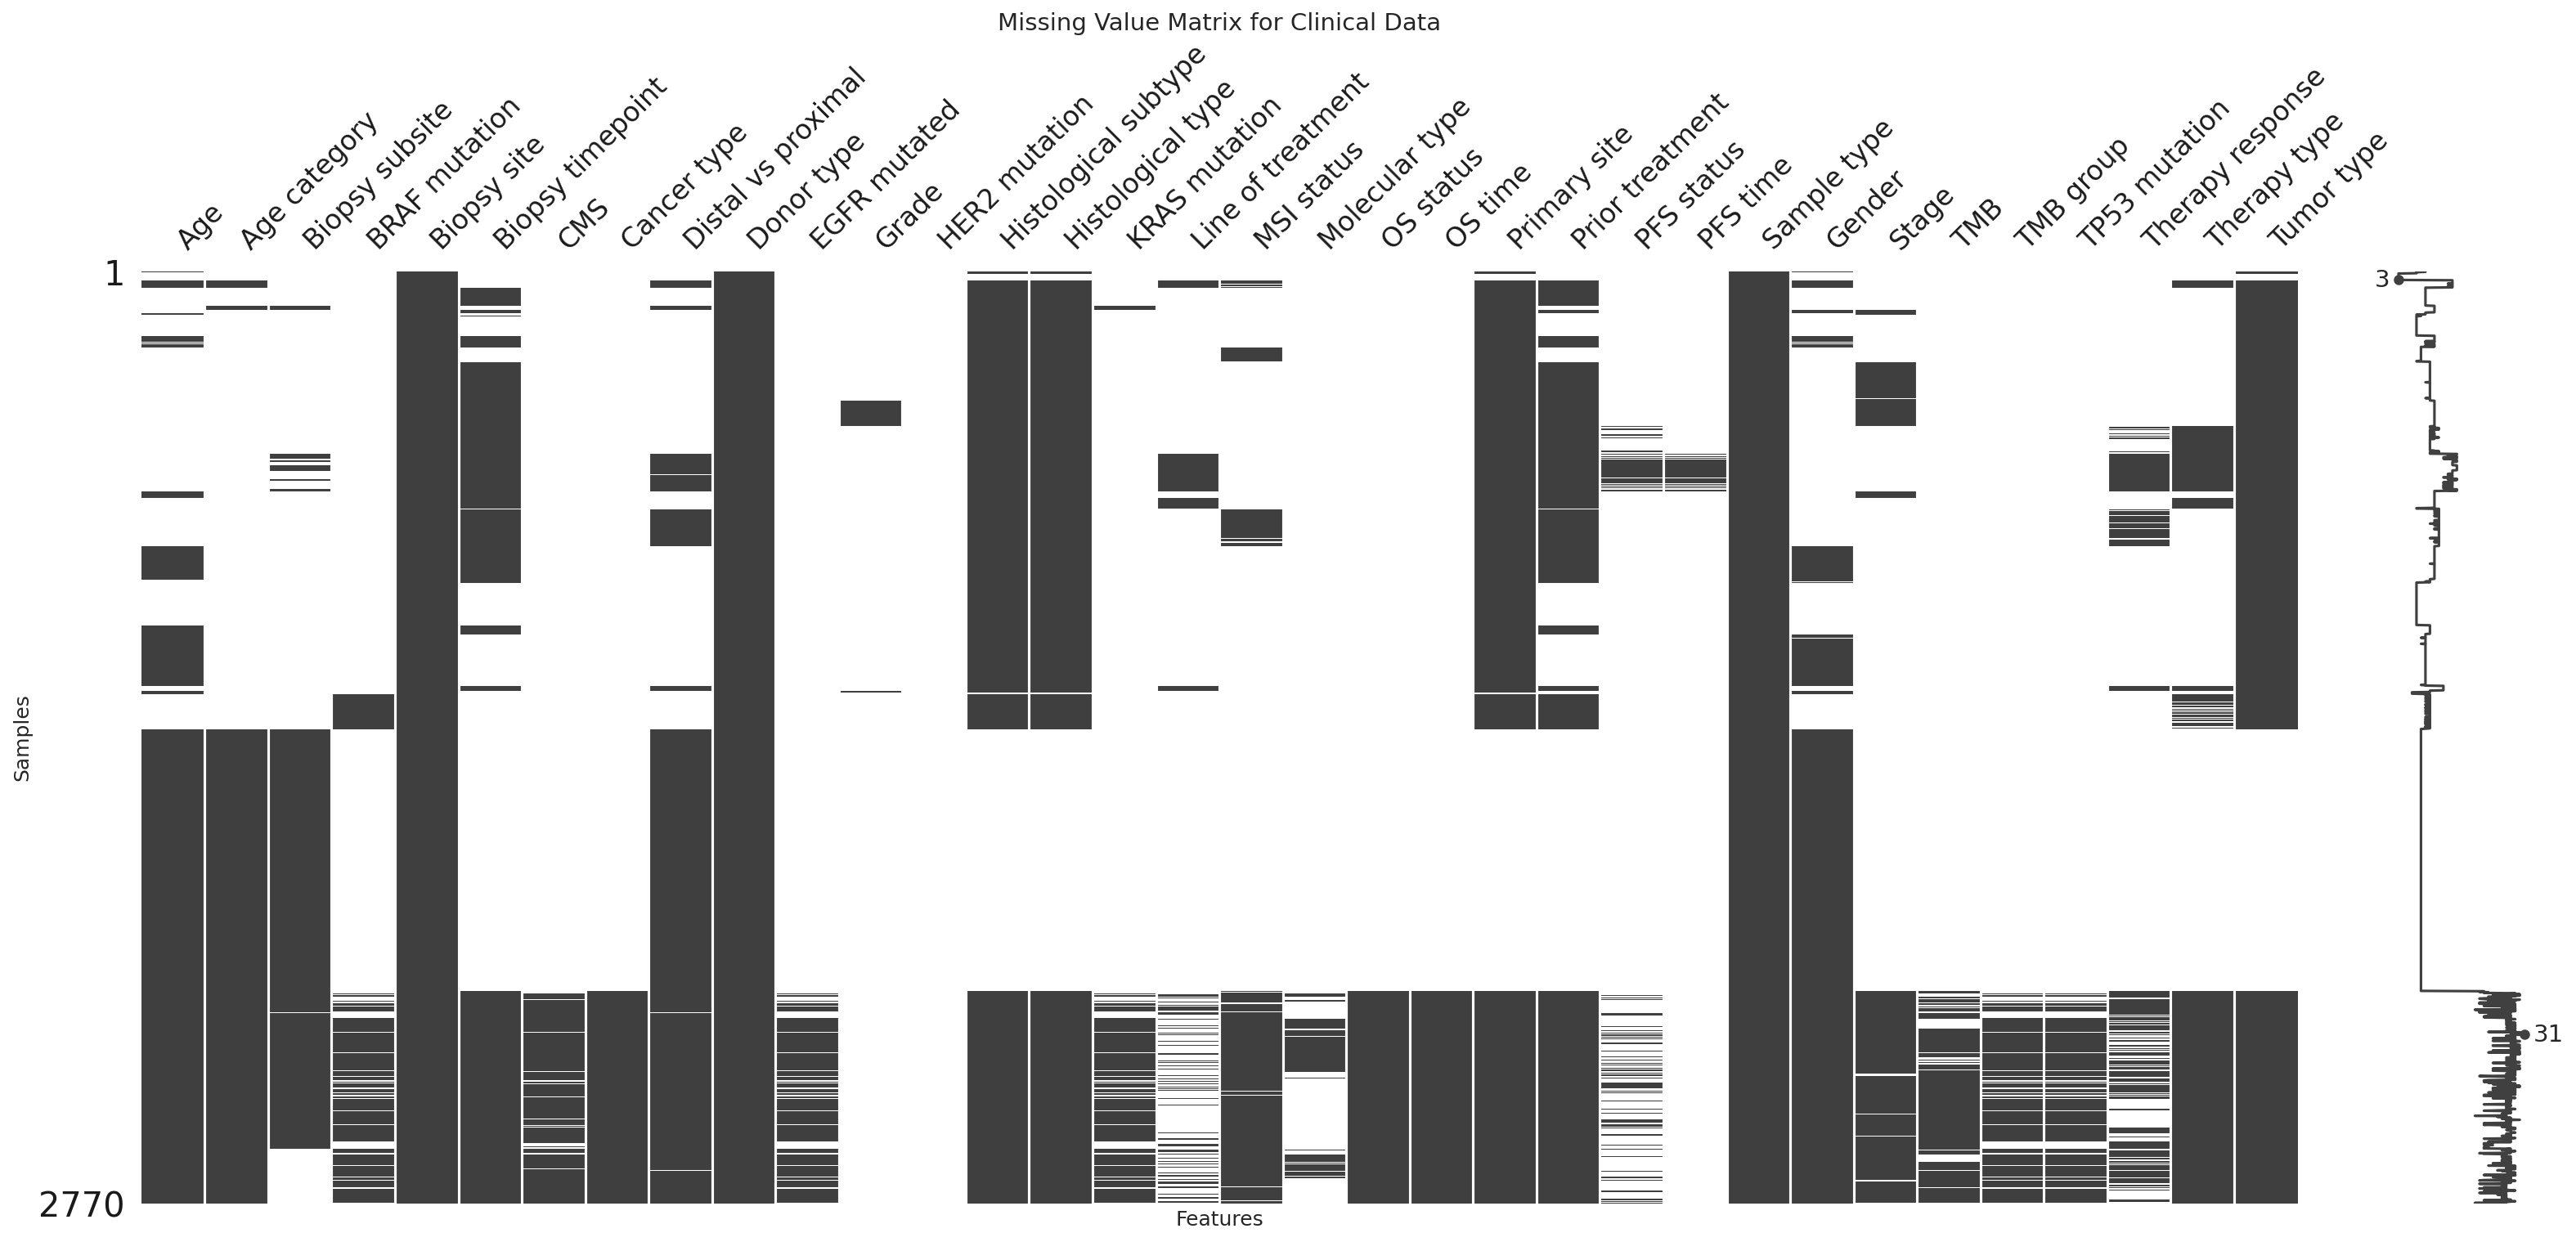 Missing Value Matrix for Clinical Data
Age
Age category
Biopsy subsite
BRAF mutation
Biopsy site
Biopsy timepoint
CMS
Cancer type
Distal vs proximal
Donor type
EGFR mutated
Grade
HER2 mutation
Histological subtype
Histological type
KRAS mutation
Line of treatment
MSI status
Molecular type
OS status
OS time
Primary site
Prior treatment
PFS status
PFS time
Sample type
Gender
Stage
TMB
TMB group
TP53 mutation
Therapy response
Therapy type
Tumor type
1
3
Samples
31
2770
Features